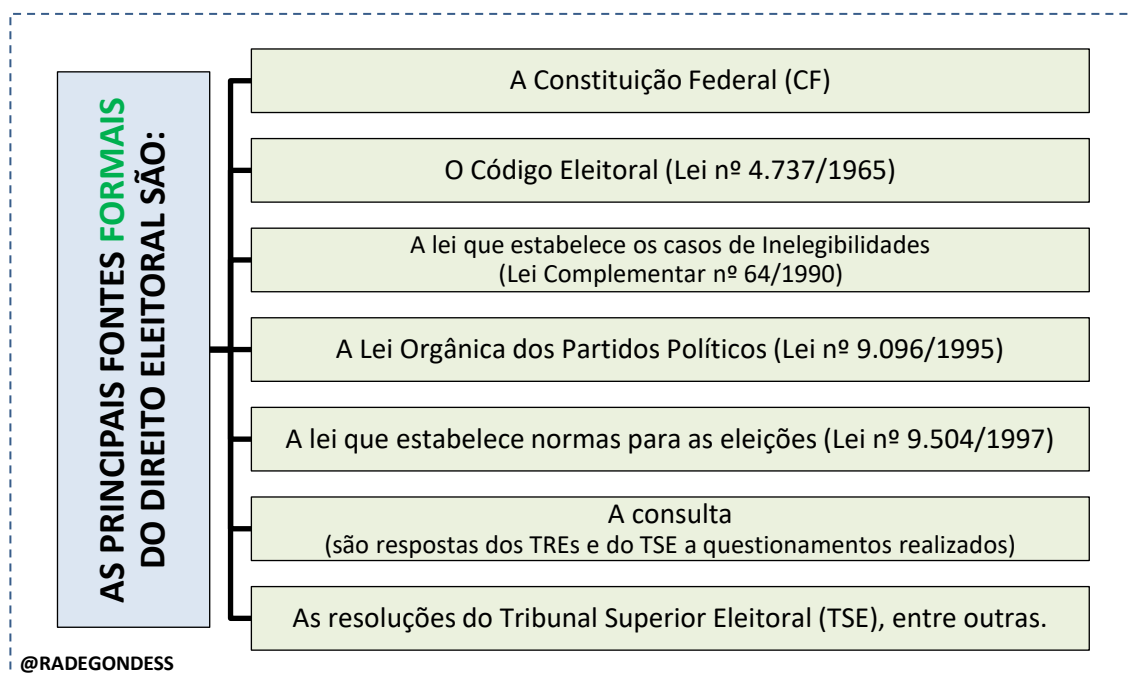 AS PRINCIPAIS FONTES FORMAIS
DO DIREITO ELEITORAL SÃO:
A Constituição Federal (CF)
O Código Eleitoral (Lei nº 4.737/1965)
A lei que estabelece os casos de Inelegibilidades
(Lei Complementar nº 64/1990)
A Lei Orgânica dos Partidos Políticos (Lei nº 9.096/1995)
A lei que estabelece normas para as eleições (Lei nº 9.504/1997)
A consulta
(são respostas dos TREs e do TSE a questionamentos realizados)
As resoluções do Tribunal Superior Eleitoral (TSE), entre outras.
@RADEGONDESS